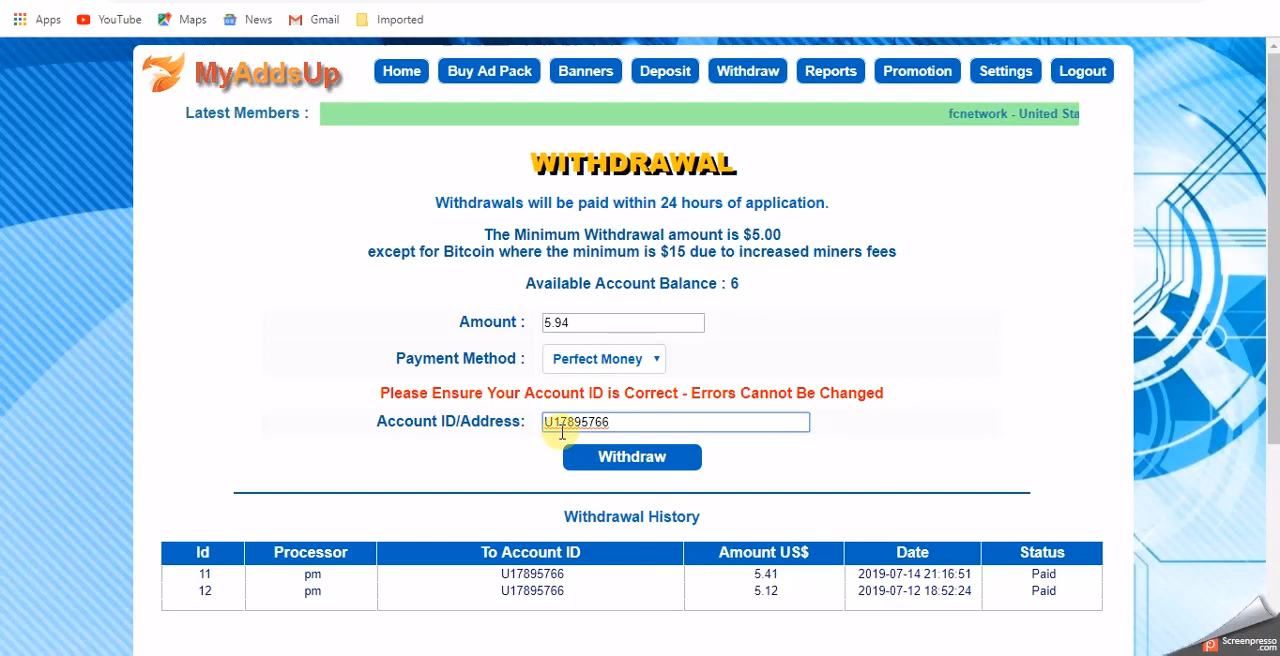 Apps YouTube Maps News Gmail Imported
MyAddsUp Home Buy Ad Pack Banners Deposit Withdraw Reports Promotion Settings Logout
Latest Members : fcnetwork - United Sta
WITHDRAWAL
Withdrawals will be paid within 24 hours of application.
The Minimum Withdrawal amount is $5.00
except for Bitcoin where the minimum is $15 due to increased miners fees
Available Account Balance : 6
Amount : 5.94
Payment Method : Perfect Money
Please Ensure Your Account ID is Correct - Errors Cannot Be Changed
Account ID/Address: U17895766
Withdraw
Withdrawal History
Id Processor To Account ID Amount US$ Date Status
11 pm U17895766 5.41 2019-07-14 21:16:51 Paid
12 pm U17895766 5.12 2019-07-12 18:52:24 Paid
Screenpresso
.com